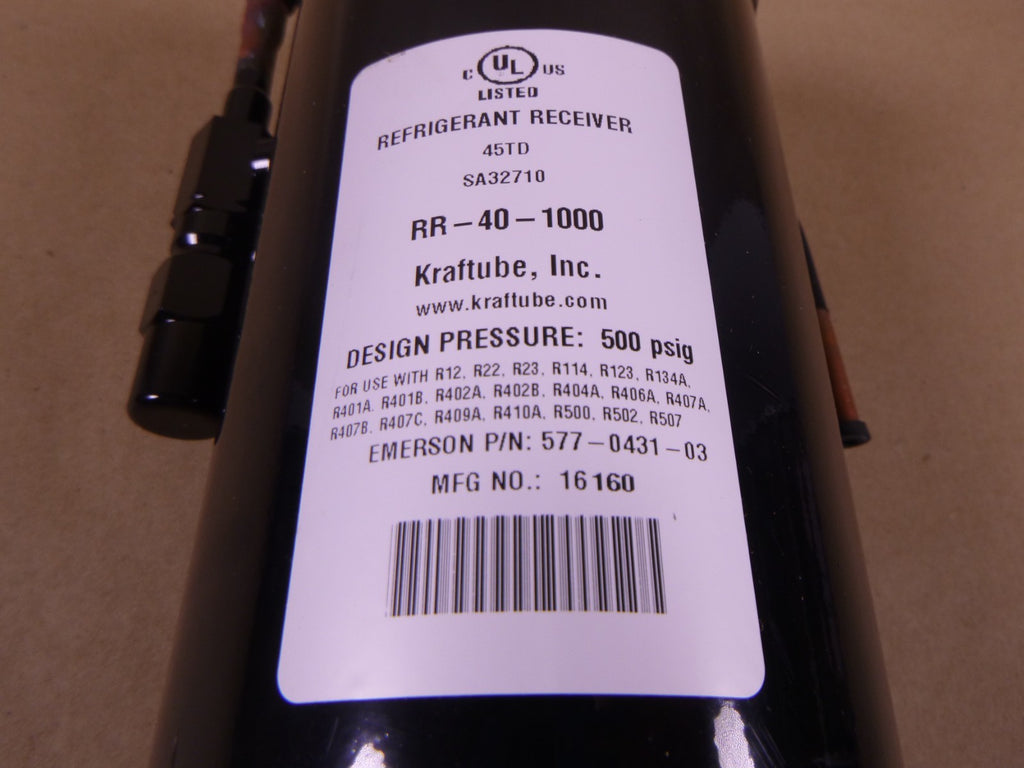 C UL US
LISTED
REFRIGERANT RECEIVER
45TD
SA32710
RR-40-1000
Kraftube, Inc.
www.kraftube.com
DESIGN PRESSURE: 500 psig
FOR USE WITH R12, R22, R23, R114, R123, R134A,
R401A. R401B, R402A, R402B, R404A, R406A, R407A,
R407B, R407C, R409A, R410A, R500, R502, R507
EMERSON P/N: 577-0431-03
MFG NO.: 16160